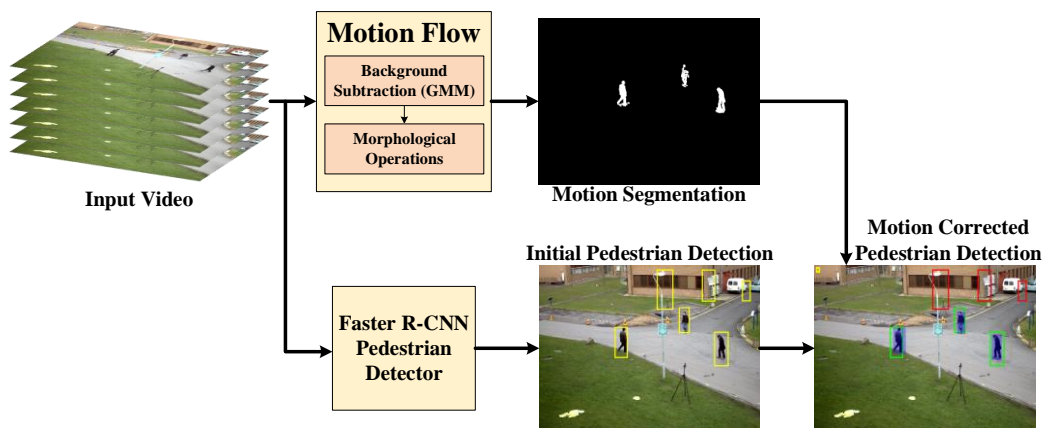 Motion Flow
Background
Subtraction (GMM)
Morphological
Operations
Input Video
Motion Segmentation
Motion Corrected
Pedestrian Detection
Initial Pedestrian Detection
Faster R-CNN
Pedestrian
Detector